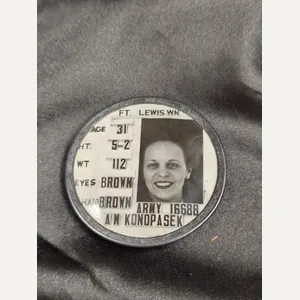 FT. LEWIS WN
AGE 31
HT. 5-2
WT 112
EYES BROWN
HAIR BROWN
ARMY 16688
A M KONOPASEK